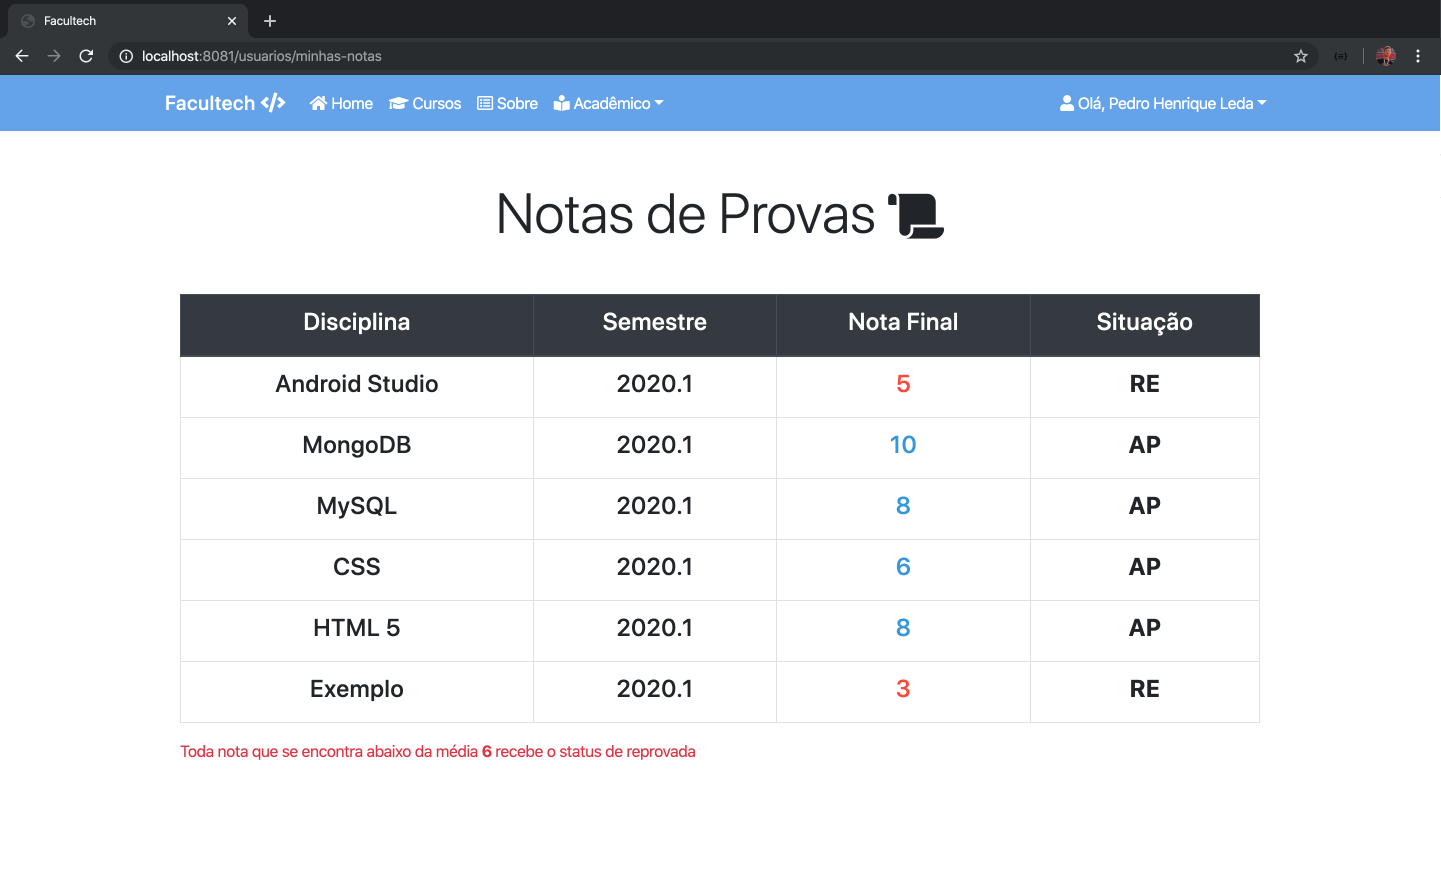 Facultech
localhost:8081/usuarios/minhas-notas
Facultech </> Home Cursos Sobre Acadêmico Olá, Pedro Henrique Leda
Notas de Provas
Disciplina Semestre Nota Final Situação
Android Studio 2020.1 5 RE
MongoDB 2020.1 10 AP
MySQL 2020.1 8 AP
CSS 2020.1 6 AP
HTML 5 2020.1 8 AP
Exemplo 2020.1 3 RE
Toda nota que se encontra abaixo da média 6 recebe o status de reprovada